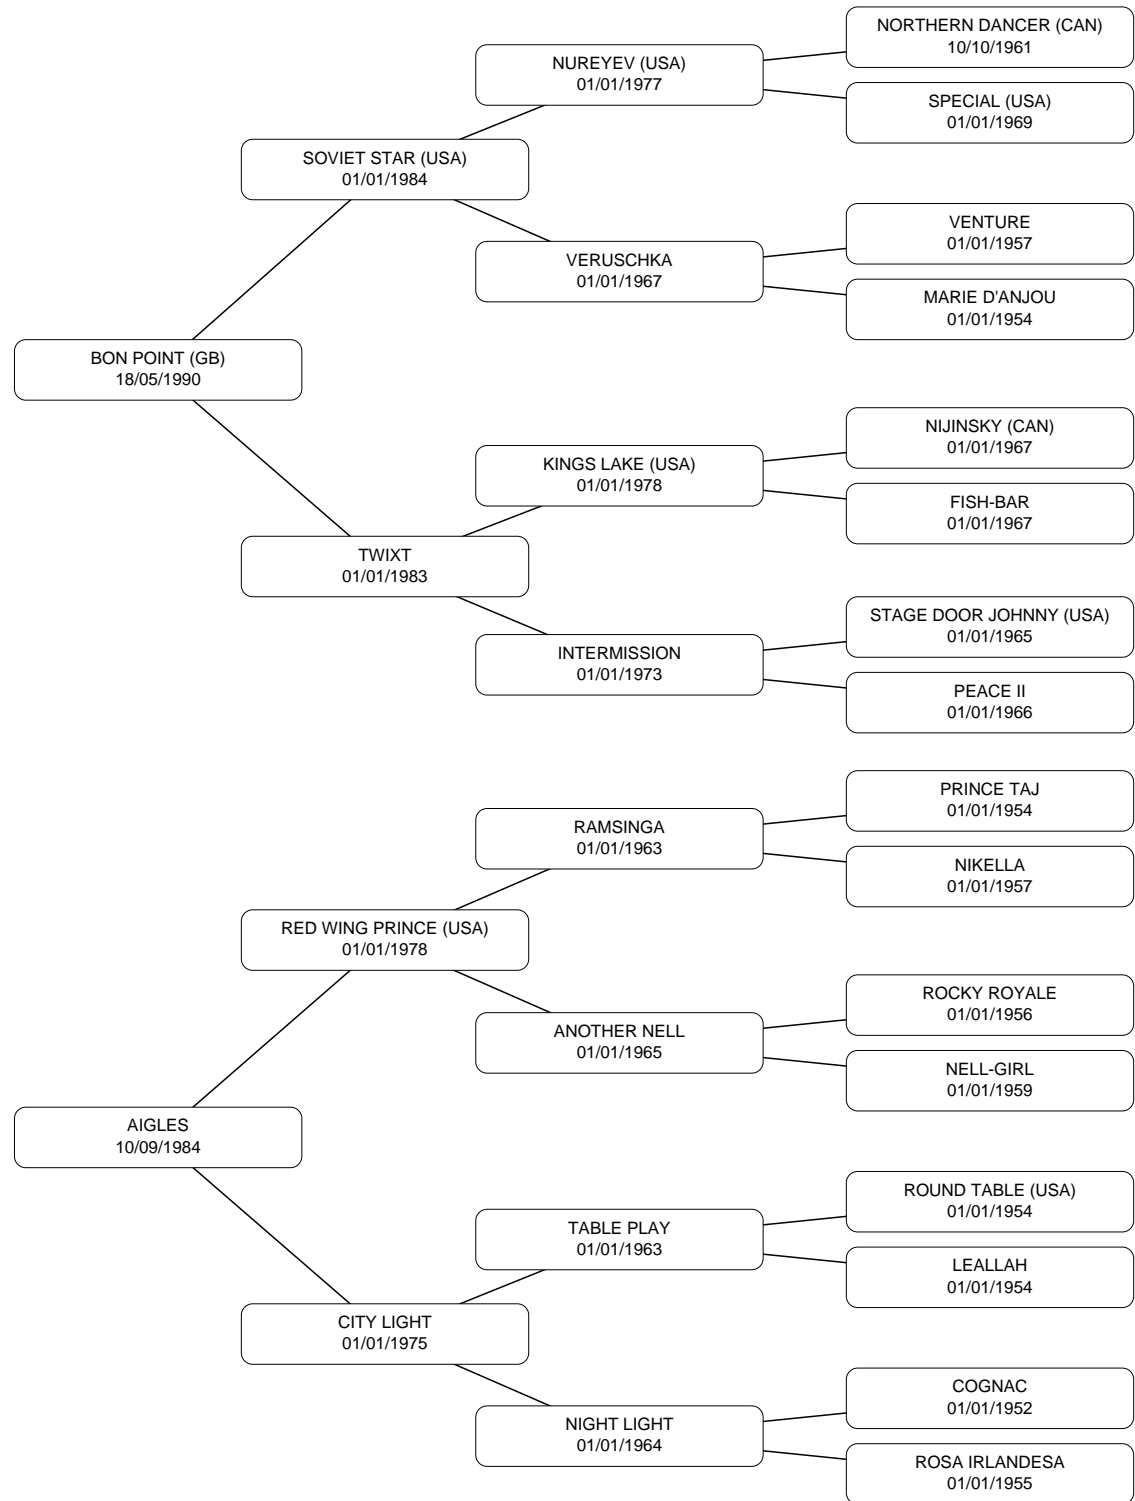 NORTHERN DANCER (CAN)
10/10/1961
NUREYEV (USA)
01/01/1977
SPECIAL (USA)
01/01/1969
SOVIET STAR (USA)
01/01/1984
VENTURE
01/01/1957
VERUSCHKA
01/01/1967
MARIE D'ANJOU
01/01/1954
BON POINT (GB)
18/05/1990
NIJINSKY (CAN)
01/01/1967
KINGS LAKE (USA)
01/01/1978
FISH-BAR
01/01/1967
TWIXT
01/01/1983
STAGE DOOR JOHNNY (USA)
01/01/1965
INTERMISSION
01/01/1973
PEACE II
01/01/1966
PRINCE TAJ
01/01/1954
RAMSINGA
01/01/1963
NIKELLA
01/01/1957
RED WING PRINCE (USA)
01/01/1978
ROCKY ROYALE
01/01/1956
ANOTHER NELL
01/01/1965
NELL-GIRL
01/01/1959
AIGLES
10/09/1984
ROUND TABLE (USA)
01/01/1954
TABLE PLAY
01/01/1963
LEALLAH
01/01/1954
CITY LIGHT
01/01/1975
COGNAC
01/01/1952
NIGHT LIGHT
01/01/1964
ROSA IRLANDESA
01/01/1955